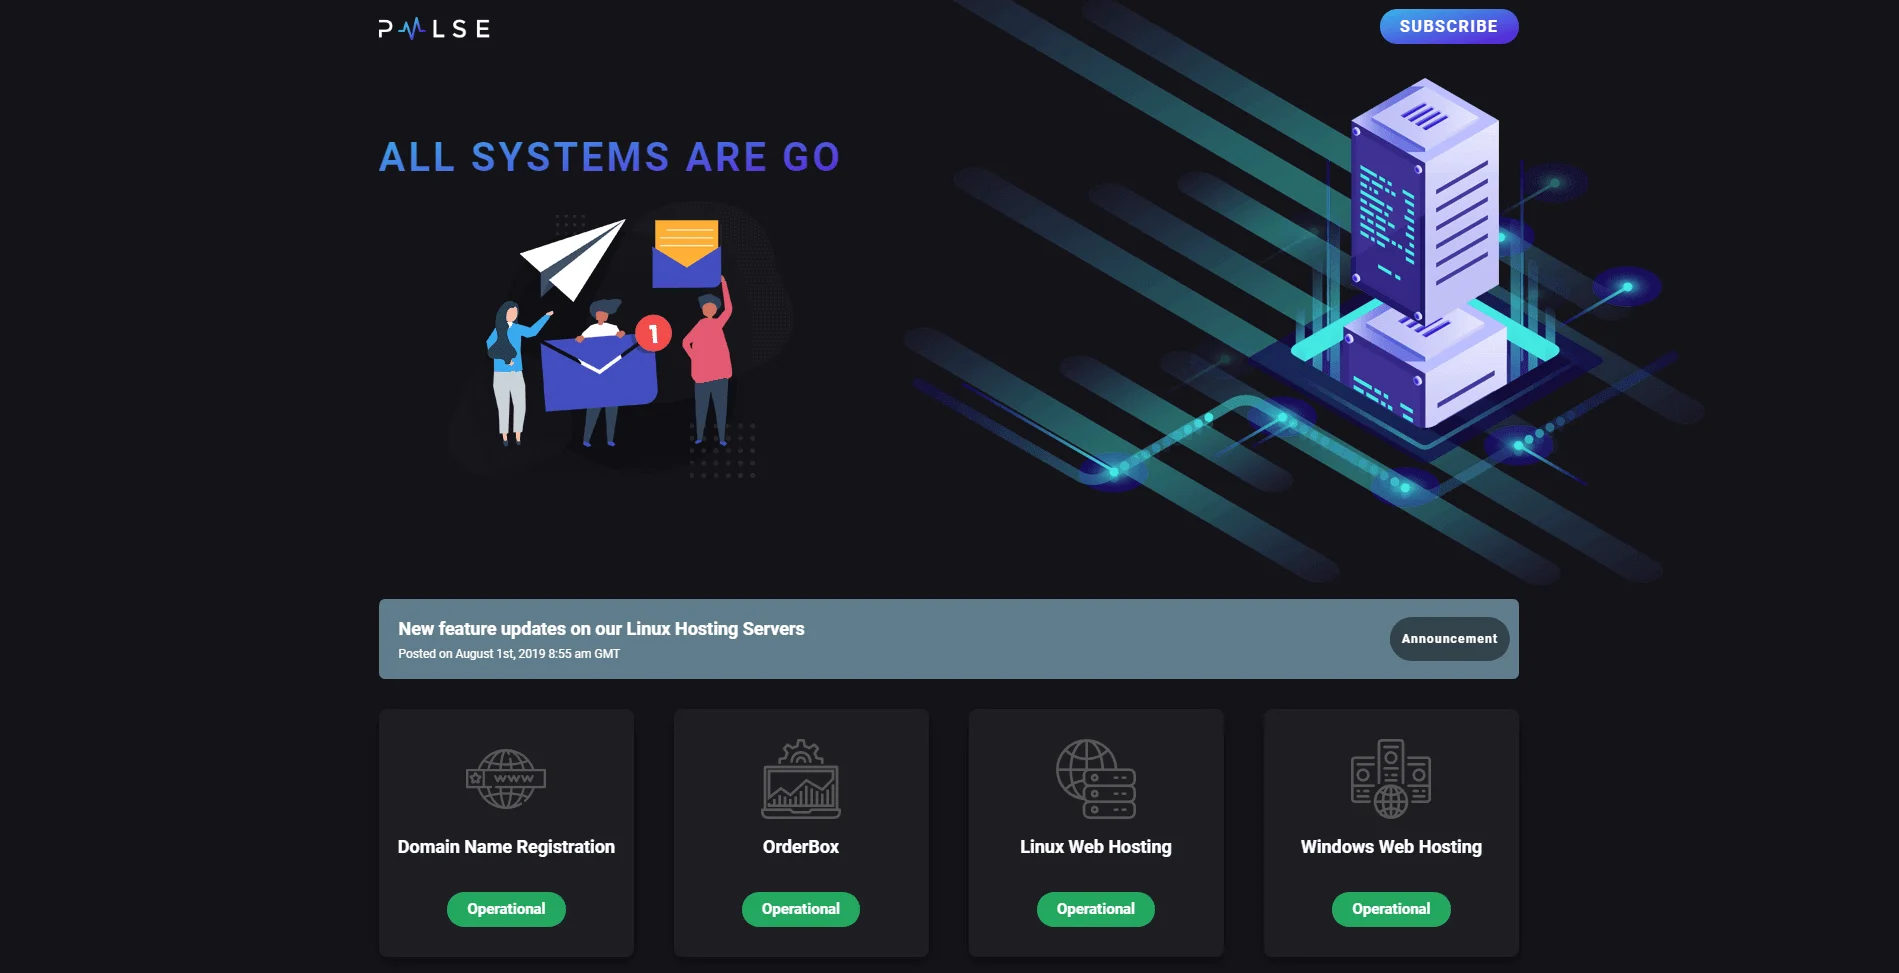 PULSE
SUBSCRIBE
ALL SYSTEMS ARE GO
1
New feature updates on our Linux Hosting Servers
Posted on August 1st, 2019 8:55 am GMT
Announcement
www
Domain Name Registration
OrderBox
Linux Web Hosting
Windows Web Hosting
Operational
Operational
Operational
Operational